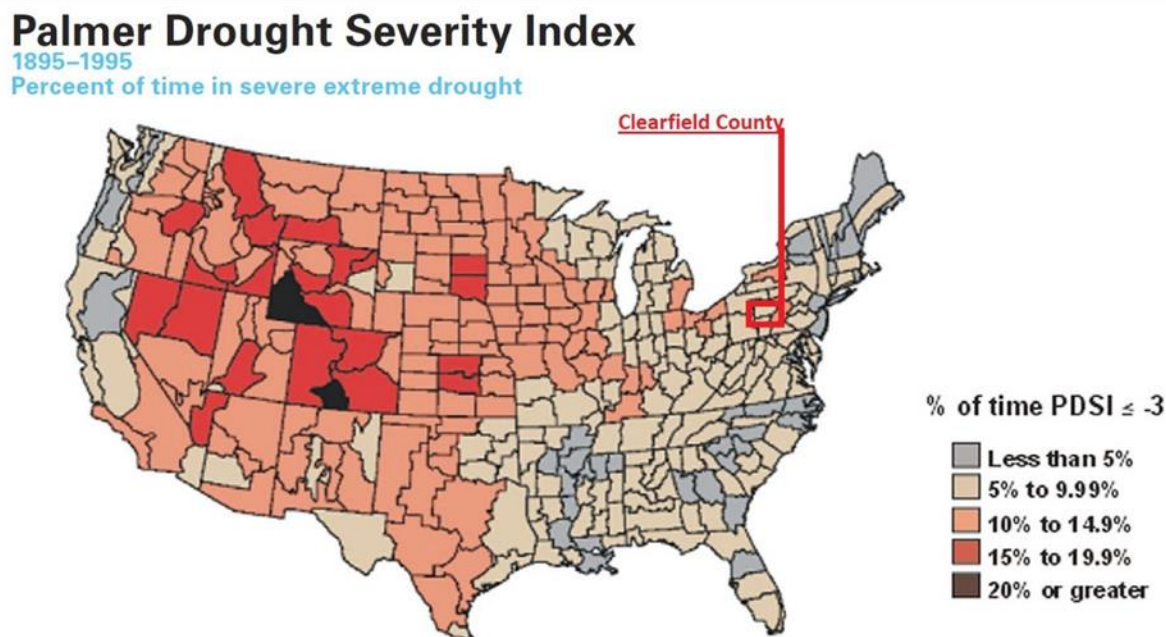 Palmer Drought Severity Index
1895–1995
Perceent of time in severe extreme drought
Clearfield County
% of time PDSI ≤ -3
Less than 5%
5% to 9.99%
10% to 14.9%
15% to 19.9%
20% or greater